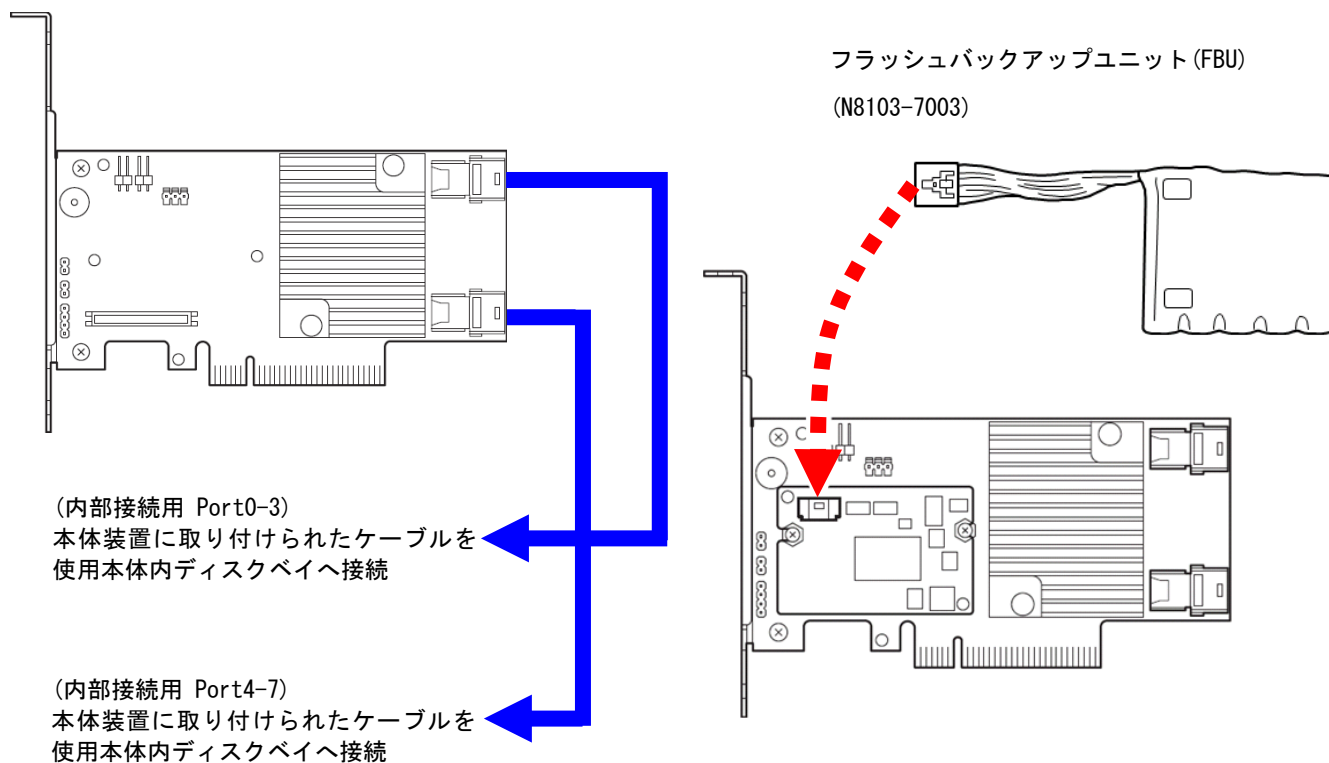 フラッシュバックアップユニット(FBU)
(N8103-7003)
(内部接続用 Port0-3)
本体装置に取り付けられたケーブルを
使用本体内ディスクベイへ接続
(内部接続用 Port4-7)
本体装置に取り付けられたケーブルを
使用本体内ディスクベイへ接続